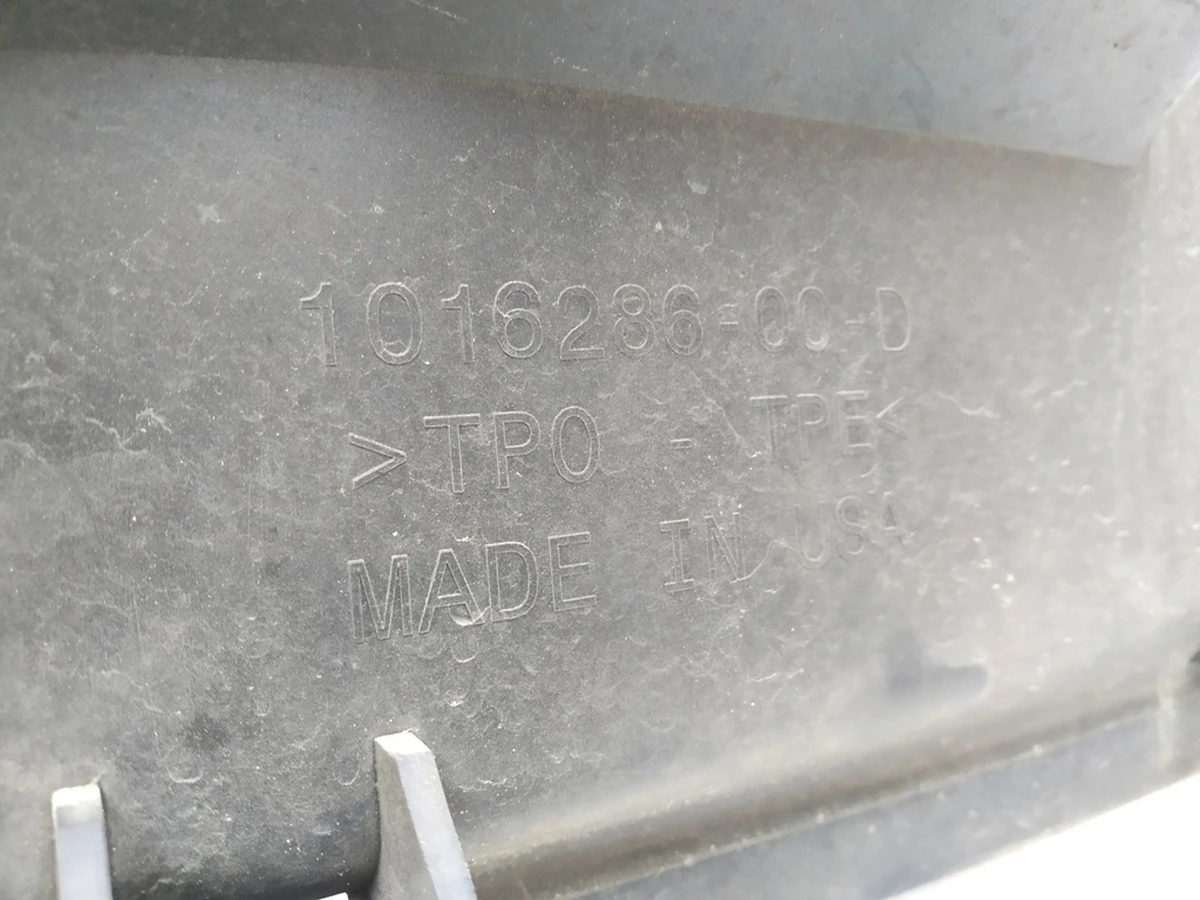 1016286-00-D
>TPO - TPE<
MADE IN USA